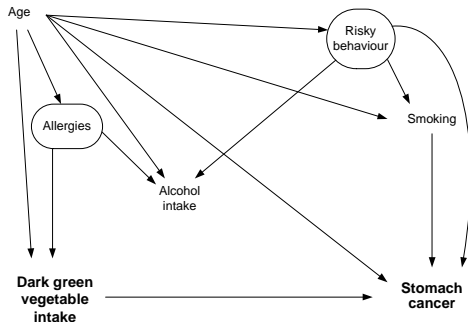 Age
Risky
behaviour
Allergies
Smoking
Alcohol
intake
Dark green
vegetable
intake
Stomach
cancer